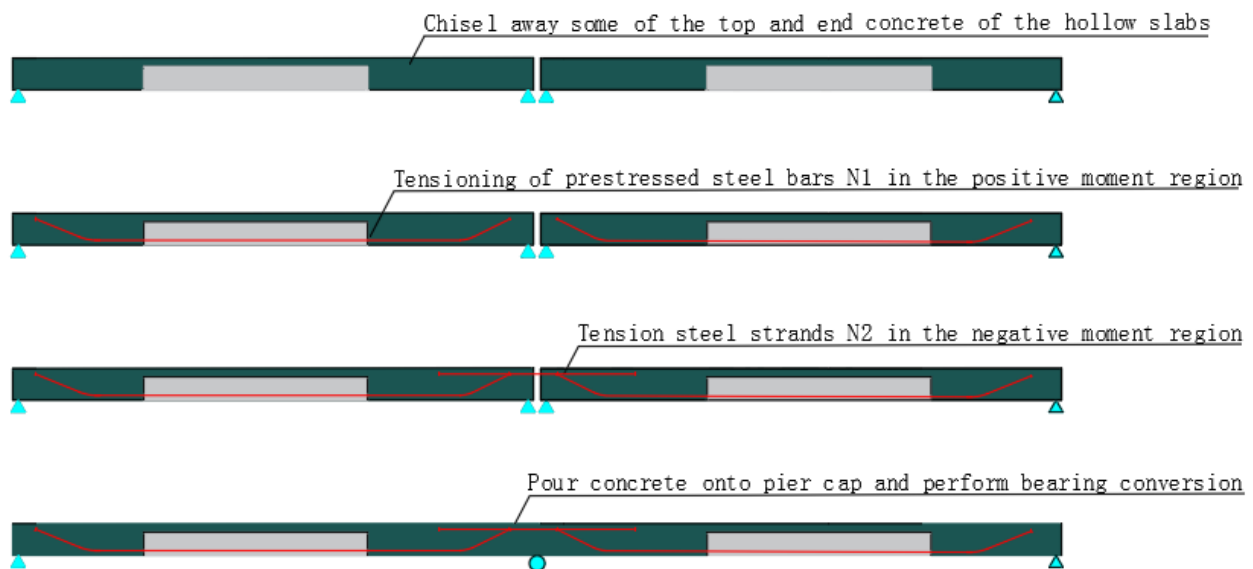 Chisel away some of the top and end concrete of the hollow slabs
Tensioning of prestressed steel bars N1 in the positive moment region
Tension steel strands N2 in the negative moment region
Pour concrete onto pier cap and perform bearing conversion